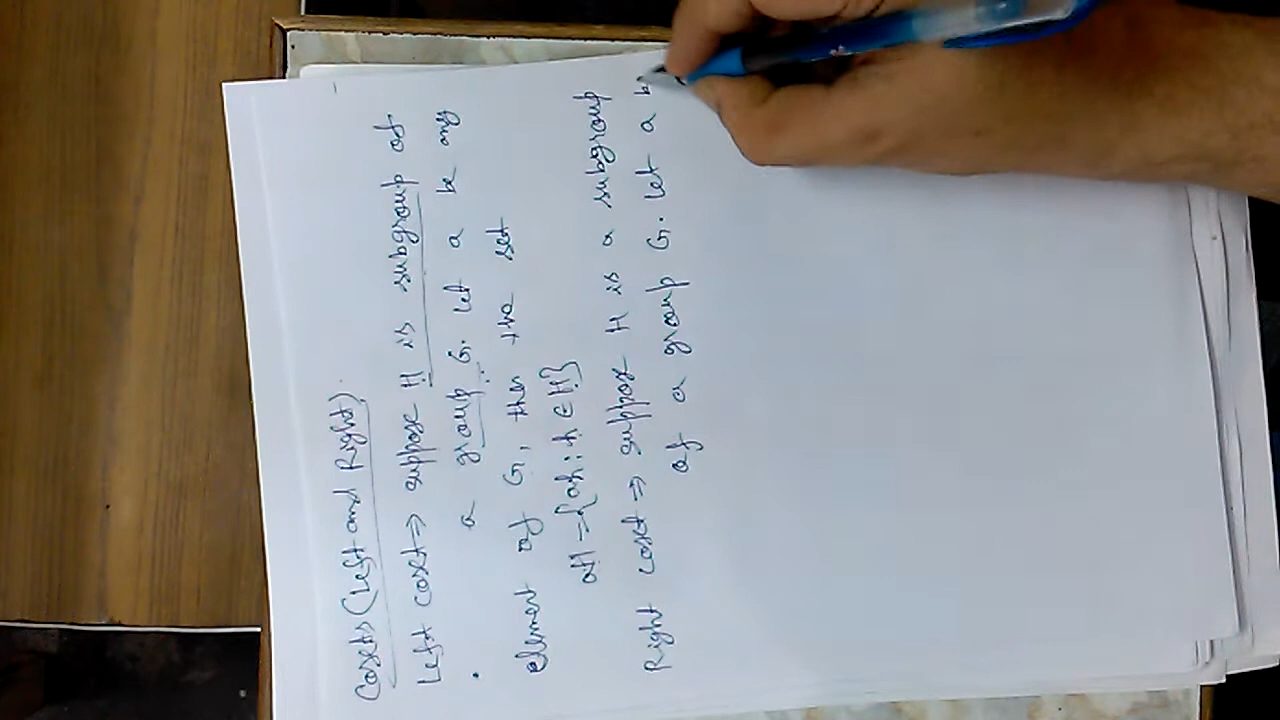 Cosets (Left and Right).
Left coset ⇒ suppose H is subgroup of
a group G. Let a be any
element of G, then the set
aH = {ah : h ∈ H}
Right coset ⇒ suppose H is a subgroup
of a group G. Let a b